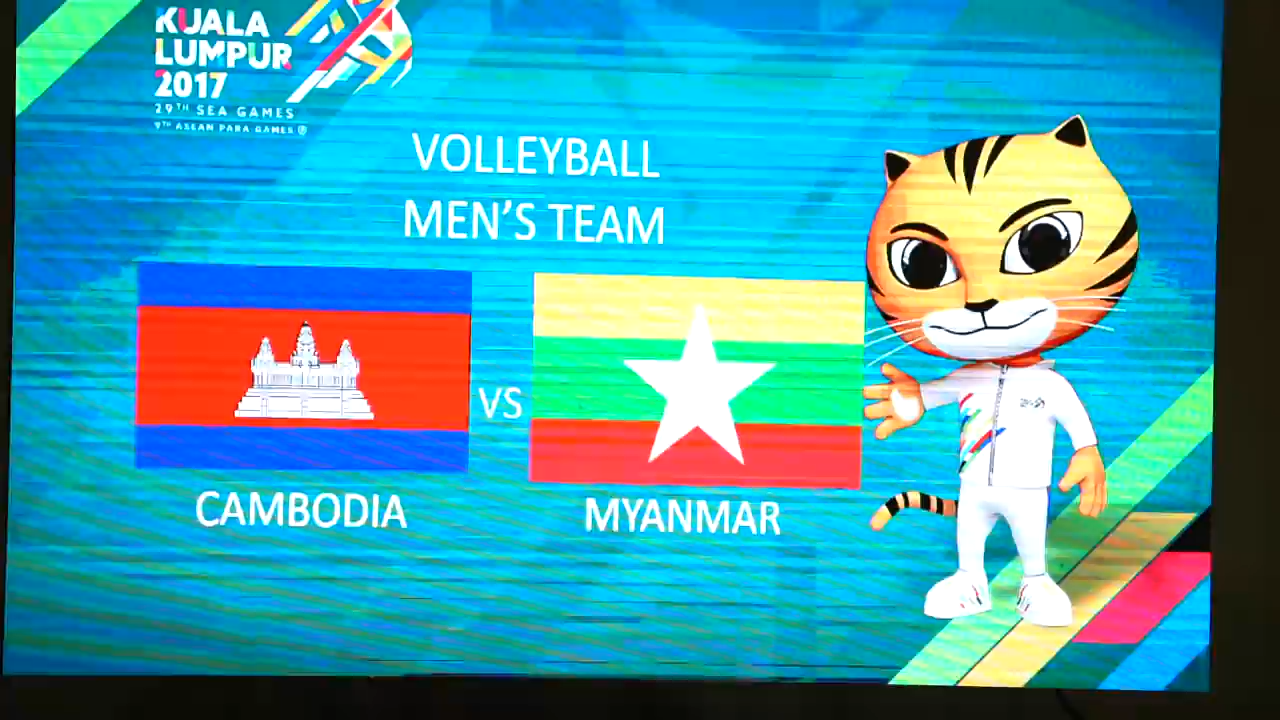 KUALA
LUMPUR
2017
29TH SEA GAMES
9TH ASEAN PARA GAMES
VOLLEYBALL
MEN'S TEAM
VS
CAMBODIA
MYANMAR